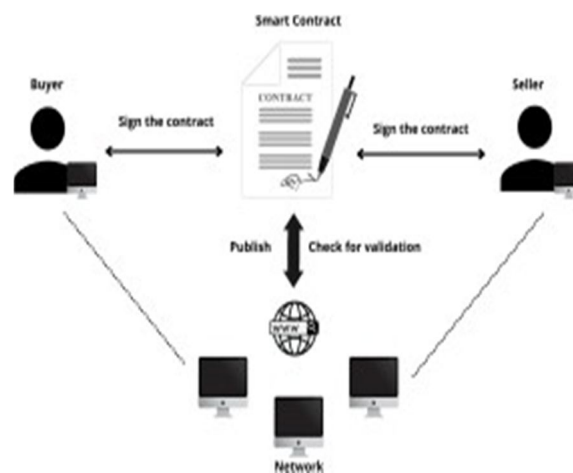 Smart Contract
Buyer
Seller
CONTRACT
Sign the contract
Sign the contract
Publish
Check for validation
www
Network